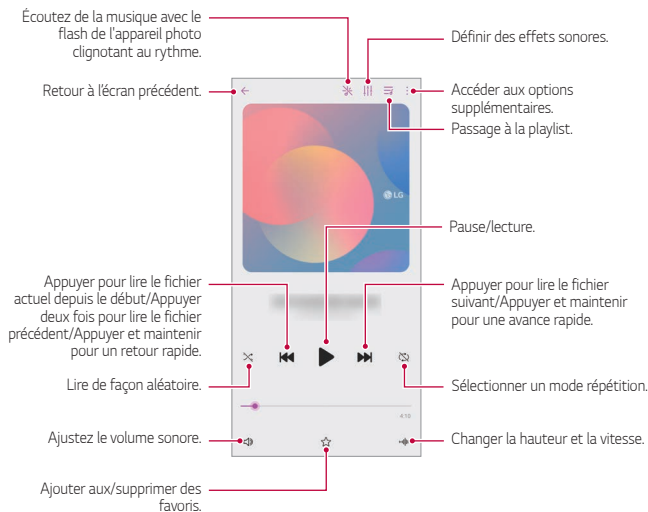 Écoutez de la musique avec le
flash de l'appareil photo
clignotant au rythme.
Définir des effets sonores.
Retour à l'écran précédent.
Accéder aux options
supplémentaires.
Passage à la playlist.
LG
Pause/lecture.
Appuyer pour lire le fichier
actuel depuis le début/Appuyer
deux fois pour lire le fichier
précédent/Appuyer et maintenir
pour un retour rapide.
Appuyer pour lire le fichier
suivant/Appuyer et maintenir
pour une avance rapide.
Lire de façon aléatoire.
Sélectionner un mode répétition.
4:10
Ajustez le volume sonore.
Changer la hauteur et la vitesse.
Ajouter aux/supprimer des
favoris.